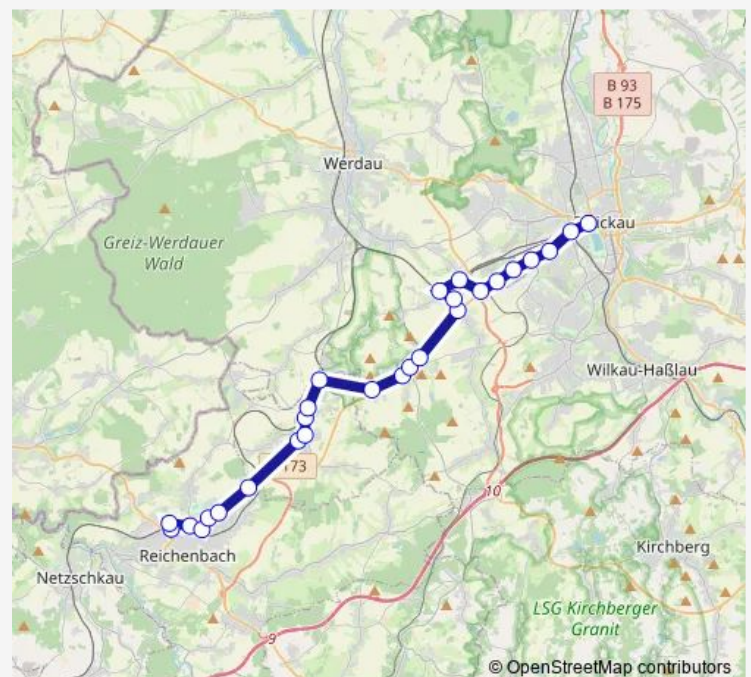 B 93
B 175
Werdau
ckau
Greiz-Werdauer
Wald
Wilkau-Haßlau
173
10
Reichenbach
Kirchberg
Netzschkau
LSG Kirchberger
Granit
9
© OpenStreetMap contributors